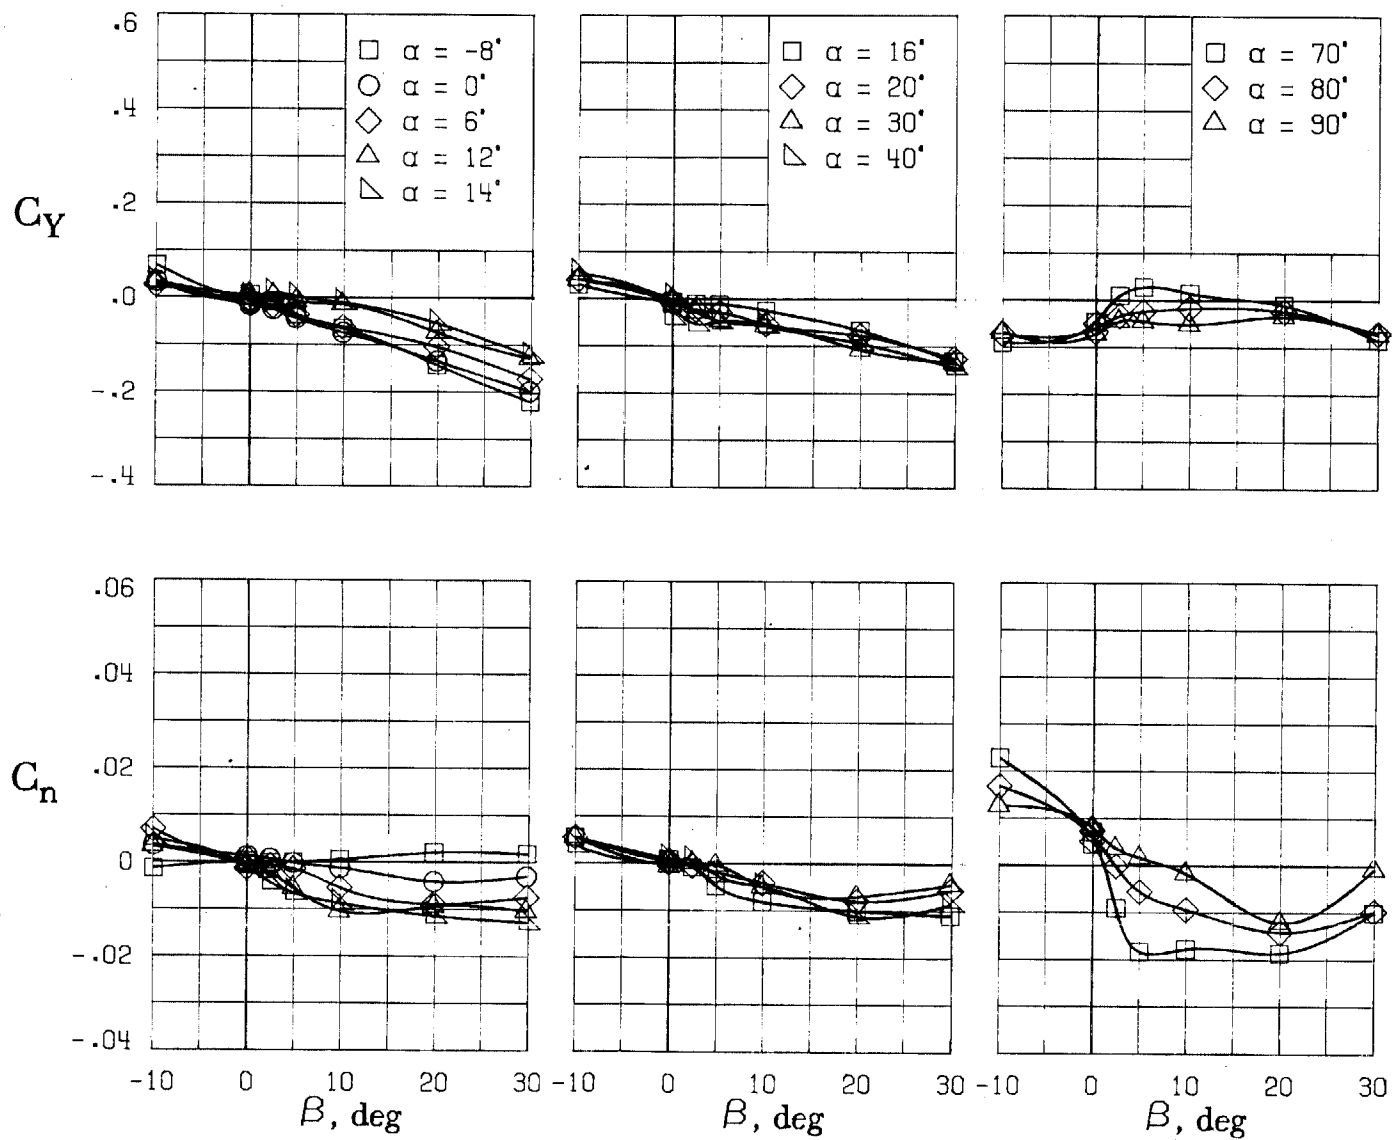 C_Y
.6
.4
.2
.0
-.2
-.4
α = -8°
α = 0°
α = 6°
α = 12°
α = 14°
α = 16°
α = 20°
α = 30°
α = 40°
α = 70°
α = 80°
α = 90°
C_n
.06
.04
.02
0
-.02
-.04
-10 0 10 20 30
-10 0 10 20 30
-10 0 10 20 30
β, deg
β, deg
β, deg